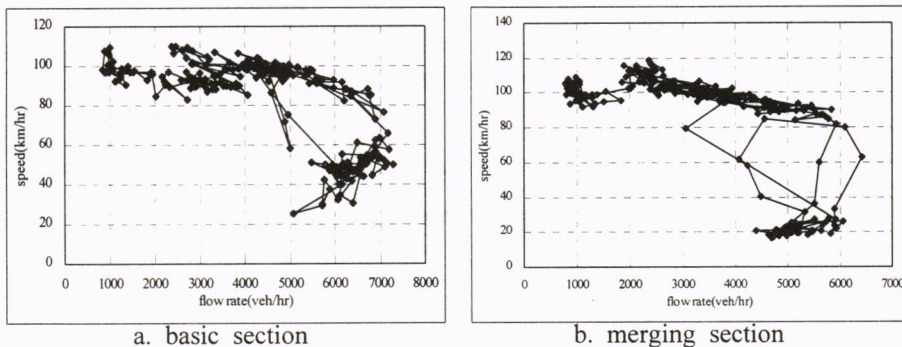 120
100
80
60
40
20
0
speed(km/hr)
0 1000 2000 3000 4000 5000 6000 7000 8000
flow rate(veh/hr)
a. basic section
140
120
100
80
60
40
20
0
speed(km/hr)
0 1000 2000 3000 4000 5000 6000 7000
flow rate(veh/hr)
b. merging section